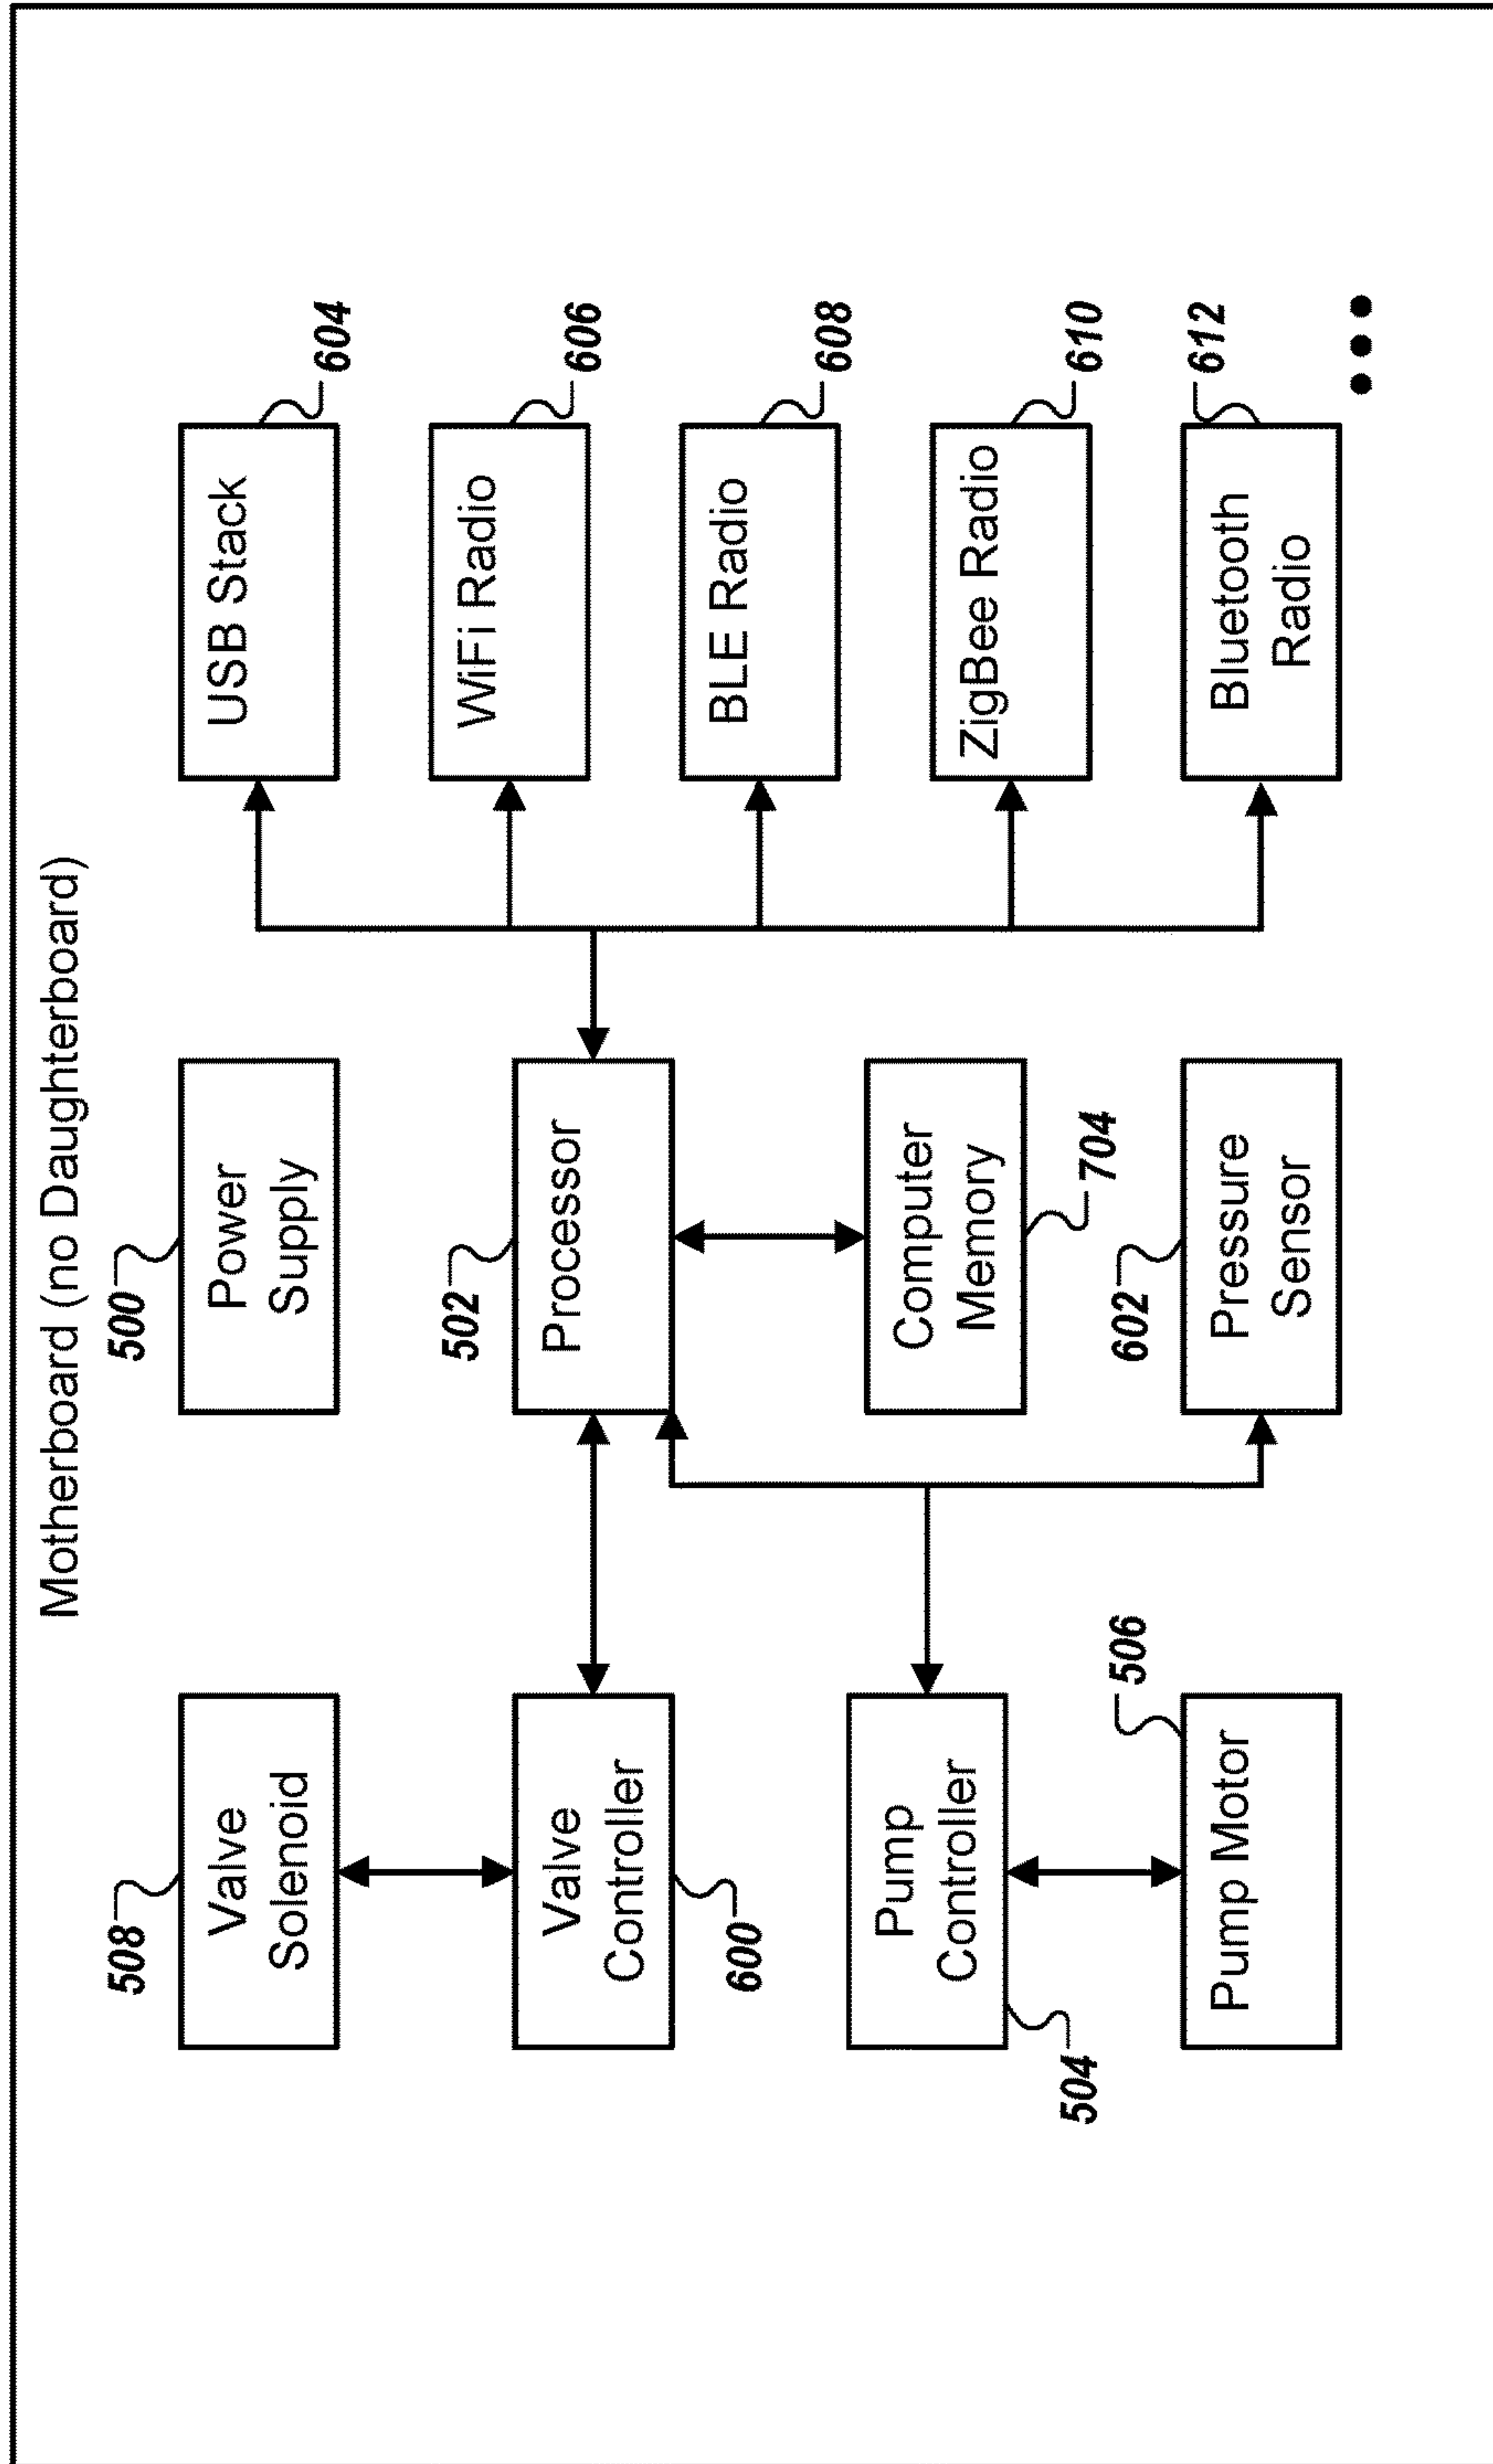 Motherboard (no Daughterboard)
508
Valve
Solenoid
500
Power
Supply
USB Stack
604
Valve
Controller
600
502
Processor
WiFi Radio
606
BLE Radio
608
Pump
Controller
504
Computer
Memory
704
ZigBee Radio
610
506
Pump Motor
602
Pressure
Sensor
612
Bluetooth
Radio